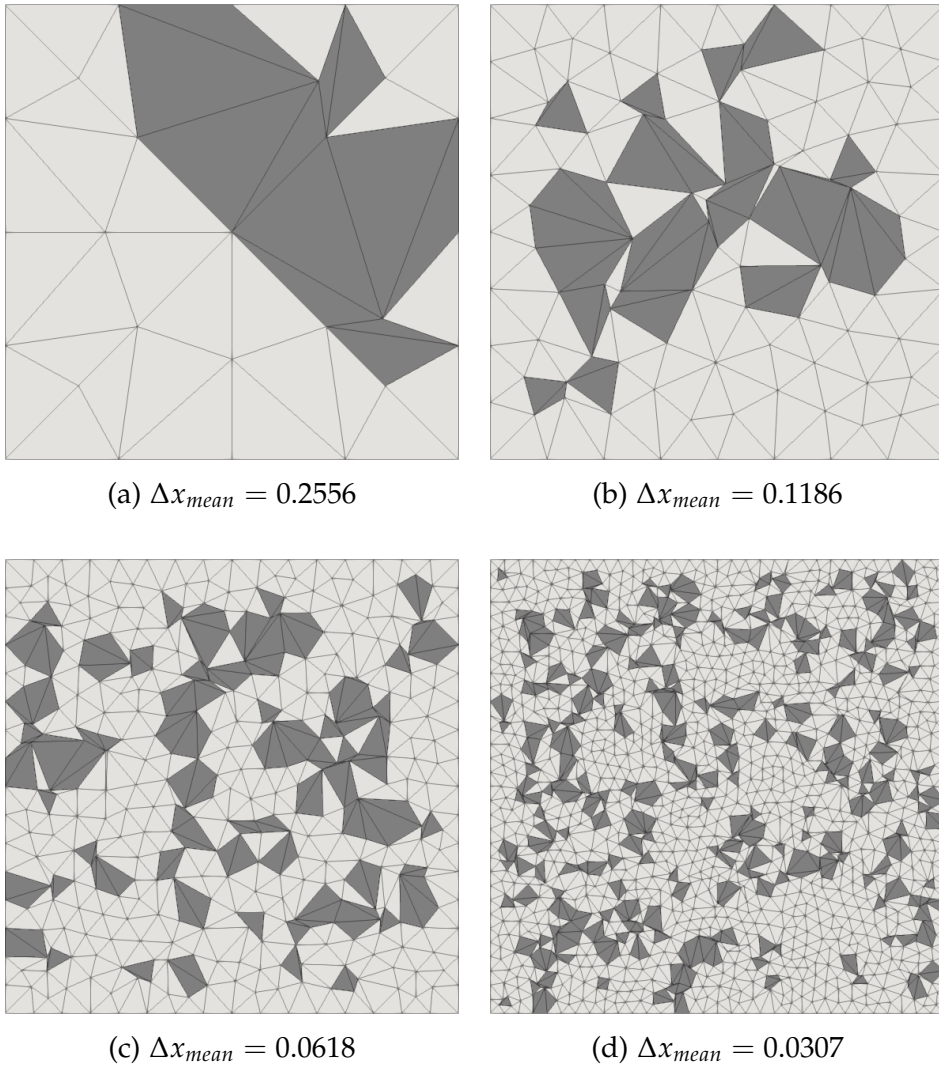 (a) Δx_mean = 0.2556
(b) Δx_mean = 0.1186
(c) Δx_mean = 0.0618
(d) Δx_mean = 0.0307